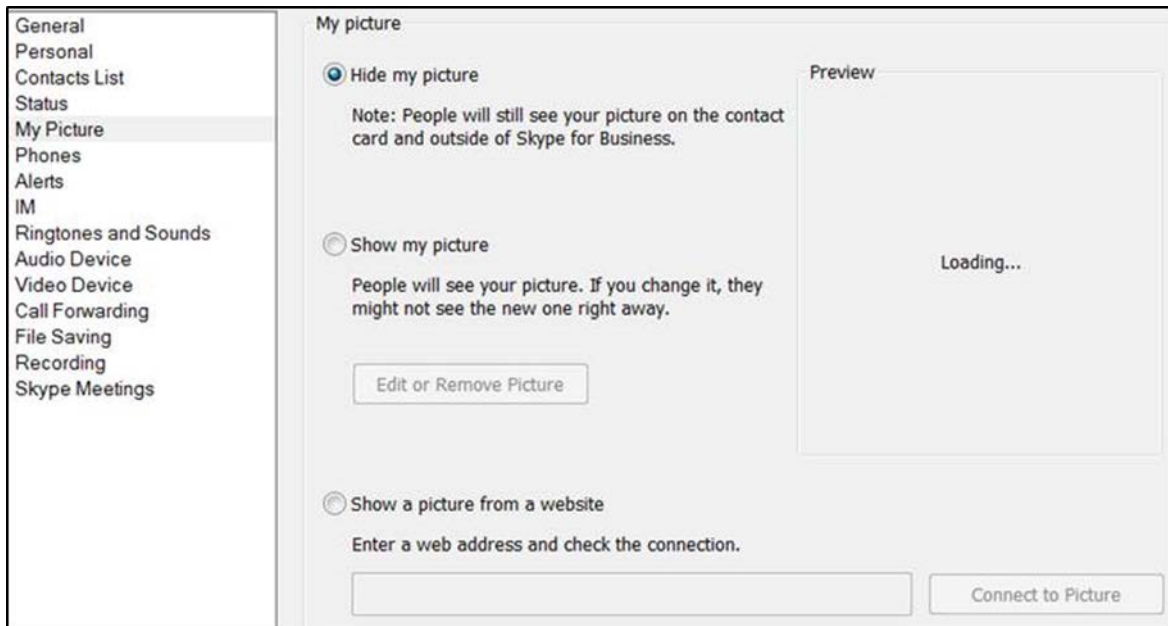 General
Personal
Contacts List
Status
My Picture
Phones
Alerts
IM
Ringtones and Sounds
Audio Device
Video Device
Call Forwarding
File Saving
Recording
Skype Meetings
My picture
Hide my picture
Note: People will still see your picture on the contact
card and outside of Skype for Business.
Show my picture
People will see your picture. If you change it, they
might not see the new one right away.
Edit or Remove Picture
Show a picture from a website
Enter a web address and check the connection.
Connect to Picture
Preview
Loading...